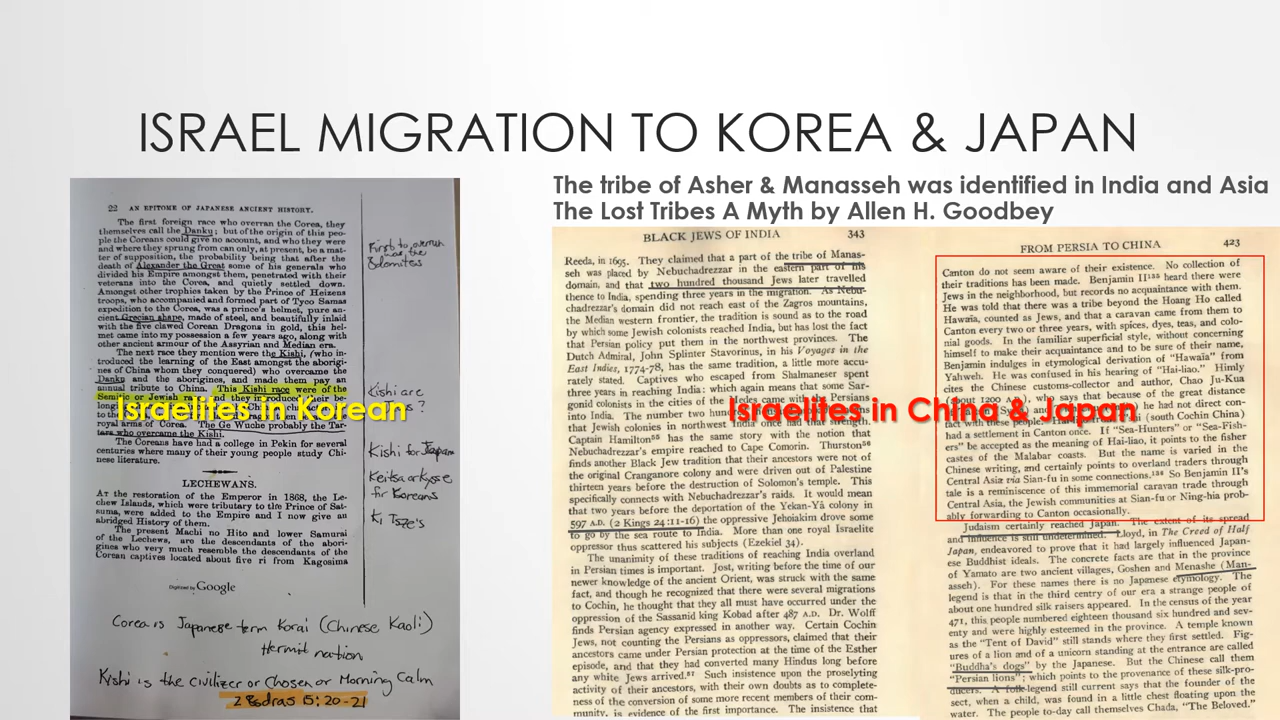 ISRAEL MIGRATION TO KOREA & JAPAN
The tribe of Asher & Manasseh was identified in India and Asia
The Lost Tribes A Myth by Allen H. Goodbey
22 AN EPITOME OF JAPANESE ANCIENT HISTORY.
The first foreign race who overran the Corea, they
themselves call the Danku; but of the origin of this peo-
ple the Coreans could give no account, and who they were
and where they sprung from can only, at present, be a mat-
ter of supposition, the probability being that after the
death of Alexander the Great some of his generals who
divided his Empire amongst them, penetrated with their
veterans into the Corea, and quietly settled down.
Amongst other trophies taken by the Prince of Heizens
troops, who accompanied and formed part of Tyco Samas
expedition to the Corea, was a prince's helmet, pure an-
cient Grecian shape, made of steel, and beautifully inlaid
with the five clawed Corean Dragons in gold, this hel-
met came into my possession a few years ago, along with
other ancient armour of the Assyrian and Median era.
The next race they mention were the Kishi, (who in-
troduced the learning of the East amongst the aborigi-
nes of China whom they conquered) who overcame the
Danku and the aborigines, and made them pay an
annual tribute to China. This Kishi race were of the
Semitic or Jewish race and they introduced their be-
royal arms of Corea. The Ge Wuche probably the Tar-
tars who overcame the Kishi.
The Coreans have had a college in Pekin for several
centuries where many of their young people study Chi-
nese literature.
LECHEWANS.
AT the restoration of the Emperor in 1868, the Le-
chew Islands, which were tributary to the Prince of Sat-
suma, were added to the Empire and I now give an
abridged History of them.
The present Machi no Hito and lower Samurai
of the Lechews, are the descendants of the abori-
gines who very much resemble the descendants of the
Corean captives located about five ri from Kagosima
Digitized by Google
First to overrun
was the
Edomites
Kishi are
?
Kishi for Japan
for Koreans
Ki Tsze's
Corea is Japanese term Korai (Chinese Kaoli)
Hermit nation
Kishi is the civilizer or Chosen or Morning Calm
2 Esdras 15:20-21
Israelites in Korean
BLACK JEWS OF INDIA 343
Reeda, in 1695. They claimed that a part of the tribe of Manas-
seh was placed by Nebuchadrezzar in the eastern part of his
domain, and that two hundred thousand Jews later travelled
thence to India, spending three years in the migration. As Nebu-
chadrezzar's domain did not reach east of the Zagros mountains,
the Median western frontier, the tradition is sound as to the road
by which some Jewish colonists reached India, but has lost the fact
that Persian policy put them in the northwest provinces. The
Dutch Admiral, John Splinter Stavorinus, in his Voyages in the
East Indies, 1774-78, has the same tradition, a little more accu-
rately stated. Captives who escaped from Shalmaneser spent
three years in reaching India: which again means that some Sar-
gonid colonists in the cities of the Medes came with the Persians
into India. The number two hundred thousand
that Jewish colonies in northwest India once had that strength.
Captain Hamilton has the same story with the notion that
Nebuchadrezzar's empire reached to Cape Comorin. Thurston
finds another Black Jew tradition that their ancestors were not of
the original Cranganore colony and were driven out of Palestine
thirteen years before the destruction of Solomon's temple. This
specifically connects with Nebuchadrezzar's raids. It would mean
that two years before the deportation of the Yekan-Yâ colony in
597 A.D. (2 Kings 24:11-16) the oppressive Jehoiakim drove some
to go by the sea route to India. More than one royal Israelite
oppressor thus scattered his subjects (Ezekiel 34).
The unanimity of these traditions of reaching India overland
in Persian times is important. Jost, writing before the time of our
newer knowledge of the ancient Orient, was struck with the same
fact, and though he recognized that there were several migrations
to Cochin, he thought that they all must have occurred under the
oppression of the Sassanid king Kobad after 487 A.D. Dr. Wolff
finds Persian agency expressed in another way. Certain Cochin
Jews, not counting the Persians as oppressors, claimed that their
ancestors came under Persian protection at the time of the Esther
episode, and that they had converted many Hindus long before
any white Jews arrived.87 Such insistence upon the proselyting
activity of their ancestors, with their own doubts as to complete-
ness of the conversion of some recent members of their com-
munity, is evidence of the first importance. The insistence that
FROM PERSIA TO CHINA 423
Canton do not seem aware of their existence. No collection of
their traditions has been made. Benjamin II heard there were
Jews in the neighborhood, but records no acquaintance with them.
He was told that there was a tribe beyond the Hoang Ho called
Hawaia, counted as Jews, and that a caravan came from them to
Canton every two or three years, with spices, dyes, teas, and colo-
nial goods. In the familiar superficial style, without concerning
himself to make their acquaintance and to be sure of their name,
Benjamin indulges in etymological derivation of "Hawaia" from
Yahweh. He was confused in his hearing of "Hai-liao." Hirth
cites the Chinese customs-collector and author, Chao Ju-Kua
(about 1200 A.D.), who says that because of the great distance
he had not direct con-
tact with these people. (south Cochin China)
had a settlement in Canton once. If "Sea-Hunters" or "Sea-Fish-
ers" be accepted as the meaning of Hai-liao, it points to the fisher
castes of the Malabar coasts. But the name is varied in the
Chinese writing, and certainly points to overland traders through
Central Asia via Sian-fu in some connections. So Benjamin II's
tale is a reminiscence of this immemorial caravan trade through
Central Asia, the Jewish communities at Sian-fu or Ning-hia prob-
ably forwarding to Canton occasionally.
Judaism certainly reached Japan. The extent of its spread
and influence is still undetermined. Lloyd, in The Creed of Half
Japan, endeavored to prove that it had largely influenced Japan-
ese Buddhist ideals. The concrete facts are that in the province
of Yamato are two ancient villages, Goshen and Menashe (Man-
asseh). For these names there is no Japanese etymology. The
legend is that in the third century of our era a strange people of
about one hundred silk raisers appeared. In the census of the year
471, this people numbered eighteen thousand six hundred and sev-
enty and were highly esteemed in the province. A temple known
as the "Tent of David" still stands where they first settled. Fig-
ures of a lion and of a unicorn standing at the entrance are called
"Buddha's dogs" by the Japanese. But the Chinese call them
"Persian lions"; which points to the provenance of these silk-pro-
ducers. A folk-legend still current says that the founder of the
sect, when a child, was found in a little chest floating upon the
water. The people to-day call themselves Chada, "The Beloved."
Israelites in China & Japan